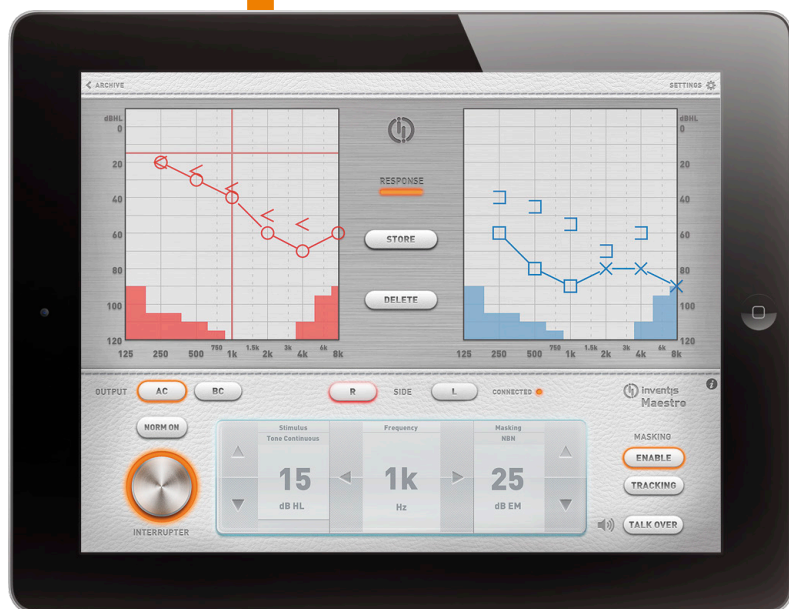 ARCHIVE
SETTINGS
dBHL
0
20
40
60
80
100
120
125 250 500 750 1k 1.5k 2k 3k 4k 6k 8k
RESPONSE
STORE
DELETE
dBHL
0
20
40
60
80
100
120
125 250 500 750 1k 1.5k 2k 3k 4k 6k 8k
OUTPUT AC BC R SIDE L CONNECTED
inventis
Maestro
NORM ON
INTERRUPTER
Stimulus
Tone Continuous
15
dB HL
Frequency
1k
Hz
Masking
NBN
25
dB EM
MASKING
ENABLE
TRACKING
TALK OVER